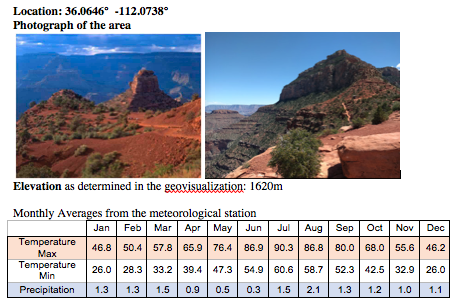 Location: 36.0646° -112.0738°
Photograph of the area
Elevation as determined in the geovisualization: 1620m
Monthly Averages from the meteorological station
Jan Feb Mar Apr May Jun Jul Aug Sep Oct Nov Dec
Temperature
Max 46.8 50.4 57.8 65.9 76.4 86.9 90.3 86.8 80.0 68.0 55.6 46.2
Temperature
Min 26.0 28.3 33.2 39.4 47.3 54.9 60.6 58.7 52.3 42.5 32.9 26.0
Precipitation 1.3 1.3 1.5 0.9 0.5 0.3 1.5 2.1 1.3 1.2 1.0 1.1